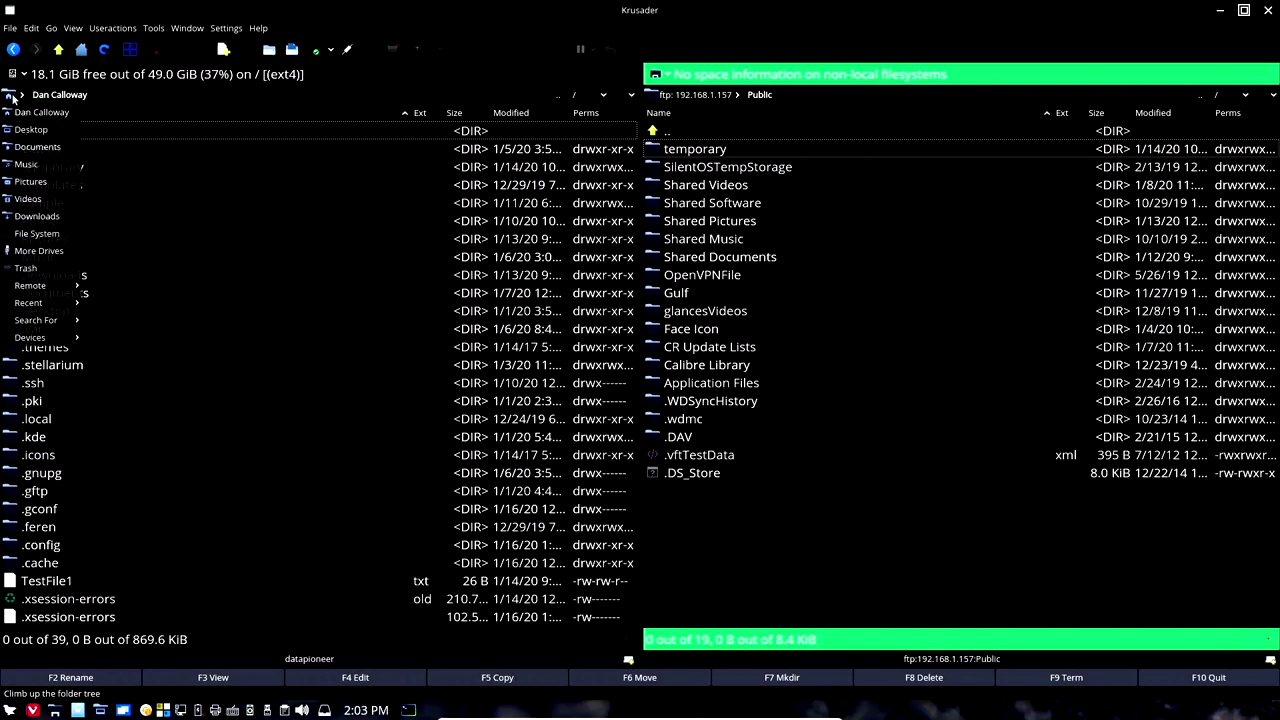 Krusader
File Edit Go View Useractions Tools Window Settings Help
18.1 GiB free out of 49.0 GiB (37%) on / [(ext4)]
Dan Calloway .. /
Ext Size Modified Perms
Dan Calloway
Desktop
Documents
Music
Pictures
Videos
Downloads
File System
More Drives
Trash
Remote
Recent
Search For
Devices
<DIR>
<DIR> 1/5/20 3:5... drwxr-xr-x
<DIR> 1/14/20 10... drwxrwx...
<DIR> 12/29/19 7... drwxr-xr-x
<DIR> 1/11/20 6:... drwxrwx...
<DIR> 1/10/20 10... drwxr-xr-x
<DIR> 1/13/20 9:... drwxr-xr-x
<DIR> 1/6/20 3:0... drwxr-xr-x
<DIR> 1/13/20 9:... drwxr-xr-x
<DIR> 1/7/20 12:... drwxr-xr-x
<DIR> 1/1/20 3:5... drwxr-xr-x
<DIR> 1/6/20 8:4... drwxr-xr-x
.themes <DIR> 1/14/17 5:... drwxr-xr-x
.stellarium <DIR> 1/3/20 11:... drwxr-xr-x
.ssh <DIR> 1/10/20 12... drwx------
.pki <DIR> 1/1/20 2:3... drwx------
.local <DIR> 12/24/19 6... drwxr-xr-x
.kde <DIR> 1/1/20 5:4... drwxrwx...
.icons <DIR> 1/14/17 5:... drwxr-xr-x
.gnupg <DIR> 1/6/20 3:5... drwx------
.gftp <DIR> 1/1/20 4:4... drwx------
.gconf <DIR> 1/16/20 12... drwx------
.feren <DIR> 12/29/19 7... drwxrwx...
.config <DIR> 1/16/20 1:... drwxr-xr-x
.cache <DIR> 1/16/20 12... drwxr-xr-x
TestFile1 txt 26 B 1/14/20 9:... -rw-rw-r--
.xsession-errors old 210.7... 1/14/20 12... -rw-------
.xsession-errors 102.5... 1/16/20 1:... -rw-------
0 out of 39, 0 B out of 869.6 KiB
datapioneer
No space information on non-local filesystems
ftp: 192.168.1.157 Public .. /
Name Ext Size Modified Perms
.. <DIR>
temporary <DIR> 1/14/20 10... drwxrwx...
SilentOSTempStorage <DIR> 2/13/19 12... drwxrwx...
Shared Videos <DIR> 1/8/20 11:... drwxrwx...
Shared Software <DIR> 10/29/19 1... drwxrwx...
Shared Pictures <DIR> 1/13/20 12... drwxrwx...
Shared Music <DIR> 10/10/19 2... drwxrwx...
Shared Documents <DIR> 1/12/20 9:... drwxrwx...
OpenVPNFile <DIR> 5/26/19 12... drwxrwx...
Gulf <DIR> 11/27/19 1... drwxrwx...
glancesVideos <DIR> 12/8/19 11... drwxrwx...
Face Icon <DIR> 1/4/20 10:... drwxrwx...
CR Update Lists <DIR> 1/7/20 11:... drwxrwx...
Calibre Library <DIR> 12/23/19 4... drwxrwx...
Application Files <DIR> 2/24/19 12... drwxrwx...
.WDSyncHistory <DIR> 2/26/16 12... drwxrwx...
.wdmc <DIR> 10/23/14 1... drwxrwx...
.DAV <DIR> 2/21/15 12... drwxrwx...
.vftTestData xml 395 B 7/12/12 12... -rwxrwxr...
.DS_Store 8.0 KiB 12/22/14 1... -rw-rwxr-x
0 out of 19, 0 B out of 8.4 KiB
ftp:192.168.1.157:Public
F2 Rename F3 View F4 Edit F5 Copy F6 Move F7 Mkdir F8 Delete F9 Term F10 Quit
Climb up the folder tree
2:03 PM